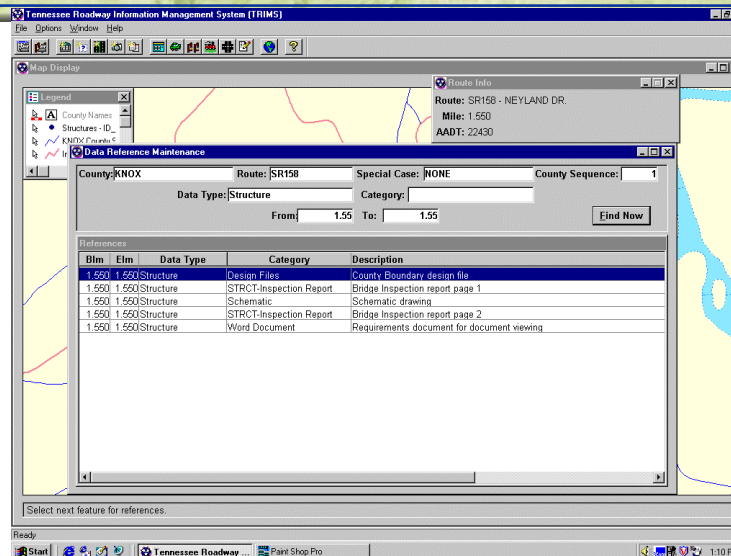 Tennessee Roadway Information Management System (TRIMS)
File Options Window Help
Map Display
Legend
County Names
Structures - ID_
KNOX County S
Route Info
Route: SR158 - NEYLAND DR.
Mile: 1.550
AADT: 22430
Data Reference Maintenance
County: KNOX Route: SR158 Special Case: NONE County Sequence: 1
Data Type: Structure Category:
From: 1.55 To: 1.55 Find Now
References
Blm Elm Data Type Category Description
1.550 1.550 Structure Design Files County Boundary design file
1.550 1.550 Structure STRCT-Inspection Report Bridge Inspection report page 1
1.550 1.550 Structure Schematic Schematic drawing
1.550 1.550 Structure STRCT-Inspection Report Bridge Inspection report page 2
1.550 1.550 Structure Word Document Requirements document for document viewing
Select next feature for references.
Ready
Start Tennessee Roadway ... Paint Shop Pro 1:10 P